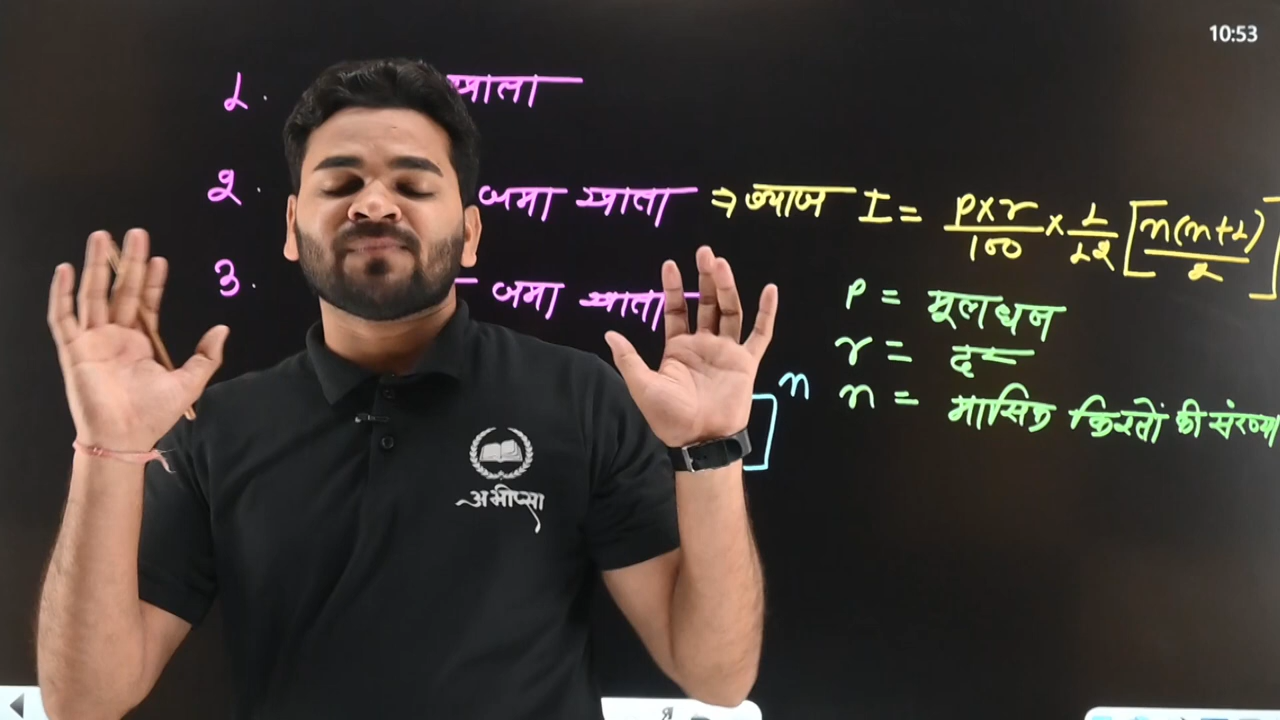 10:53
1. खाता
2. जमा खाता ⇒ ब्याज I = P×r/100 × 1/12 [n(n+1)/2]
3. जमा खाता
P = मूलधन
r = दर
n
n = मासिक किस्तों की संख्या
अभीप्सा